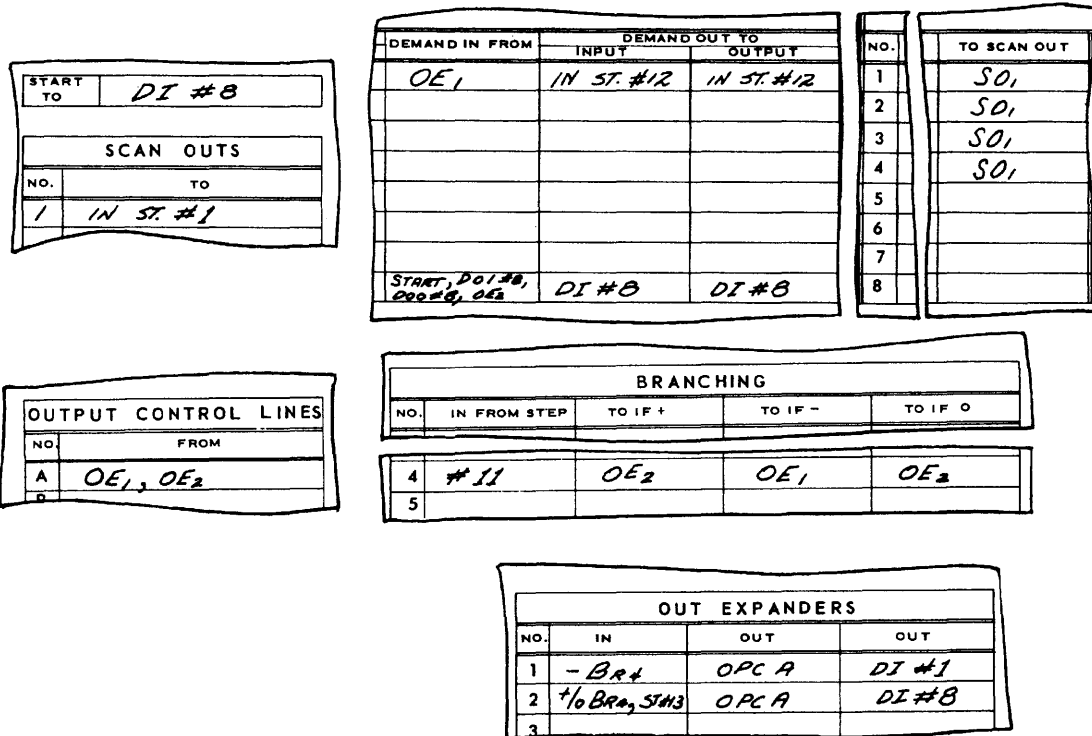 START TO DI #8
SCAN OUTS
NO. TO
1 IN ST. #1
DEMAND IN FROM DEMAND OUT TO
INPUT OUTPUT
OE1 IN ST. #12 IN ST. #12
START, DOI #8,
DOO #8, OE2 DI #8 DI #8
NO. TO SCAN OUT
1 SO1
2 SO1
3 SO1
4 SO1
5
6
7
8
OUTPUT CONTROL LINES
NO. FROM
A OE1, OE2
BRANCHING
NO. IN FROM STEP TO IF + TO IF - TO IF O
4 #11 OE2 OE1 OE2
5
OUT EXPANDERS
NO. IN OUT OUT
1 -BR4 OPC A DI #1
2 +/0 BR4, ST#13 OPC A DI #8
3